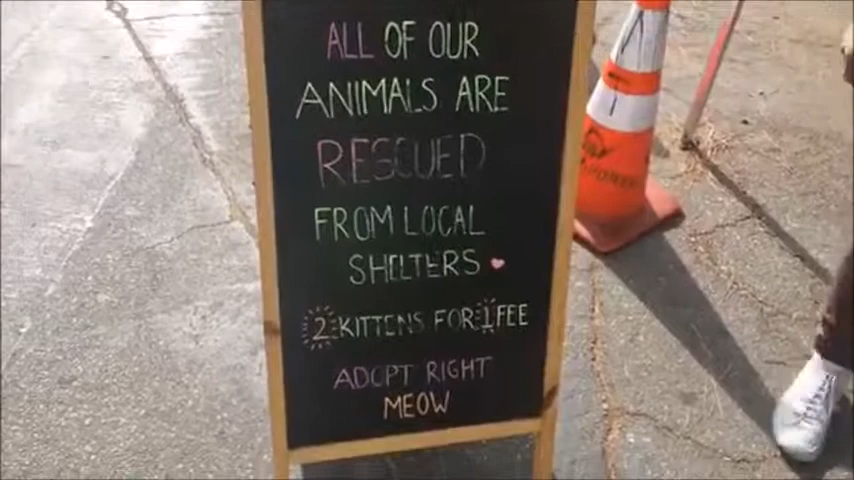 ALL OF OUR
ANIMALS ARE
RESCUED
FROM LOCAL
SHELTERS
2 KITTENS FOR 1 FEE
ADOPT RIGHT
MEOW